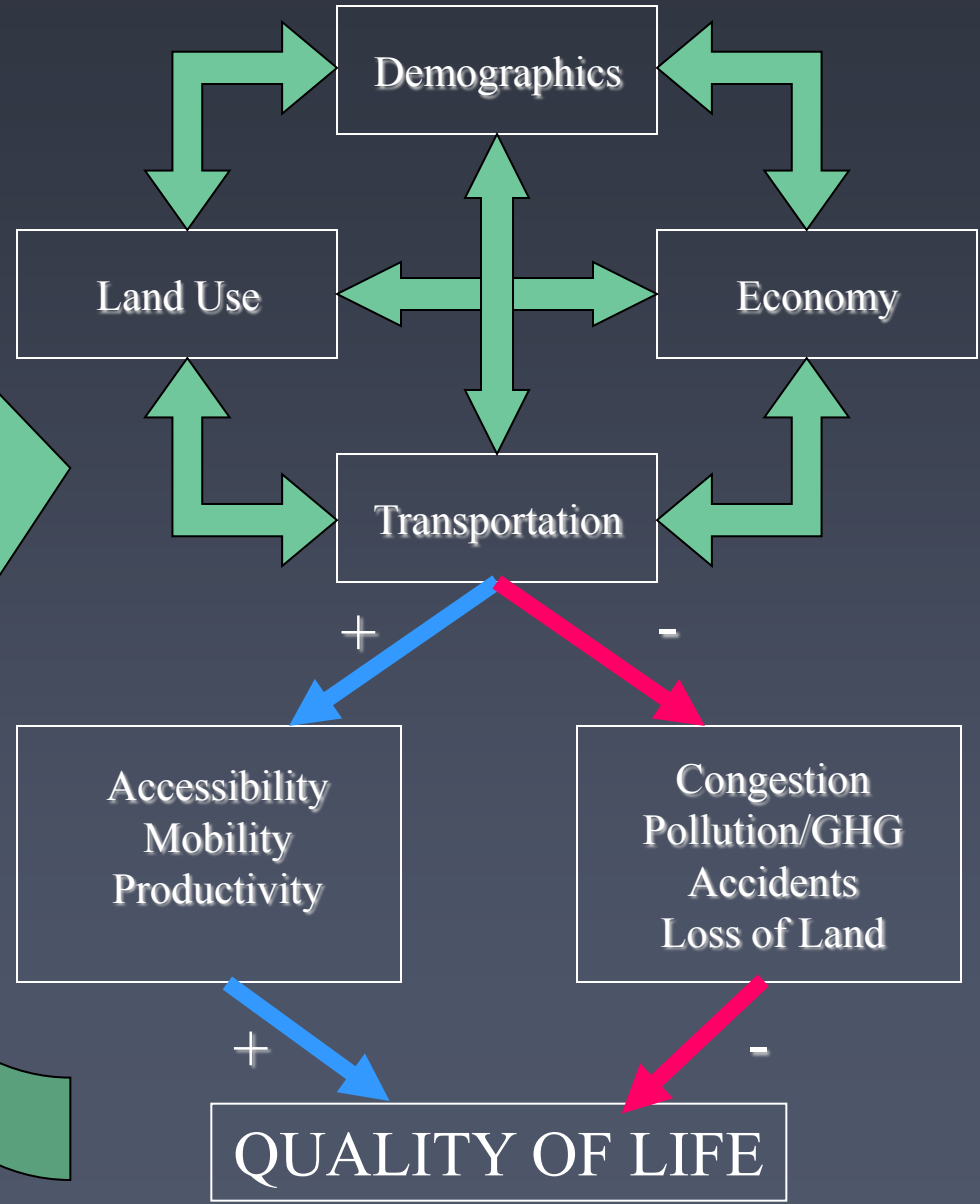 Demographics
Land Use
Economy
Transportation
+
-
Accessibility
Mobility
Productivity
Congestion
Pollution/GHG
Accidents
Loss of Land
+
-
QUALITY OF LIFE